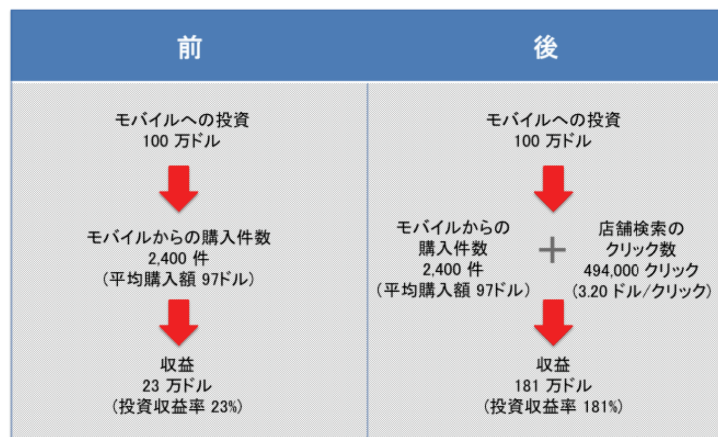 前
後
モバイルへの投資
100 万ドル
モバイルからの購入件数
2,400 件
(平均購入額 97ドル)
収益
23 万ドル
(投資収益率 23%)
モバイルへの投資
100 万ドル
モバイルからの
購入件数
2,400 件
(平均購入額 97ドル)
+
店舗検索の
クリック数
494,000 クリック
(3.20 ドル/クリック)
収益
181 万ドル
(投資収益率 181%)